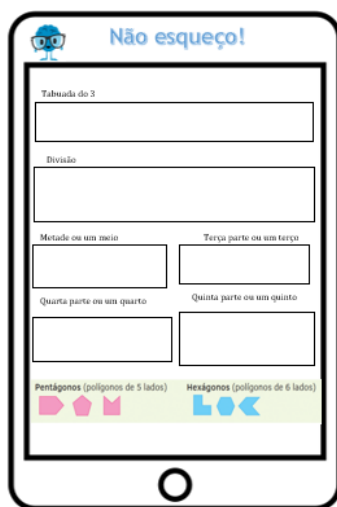 Não esqueço!
Tabuada do 3
Divisão
Metade ou um meio
Terça parte ou um terço
Quarta parte ou um quarto
Quinta parte ou um quinto
Pentágonos (polígonos de 5 lados)
Hexágonos (polígonos de 6 lados)